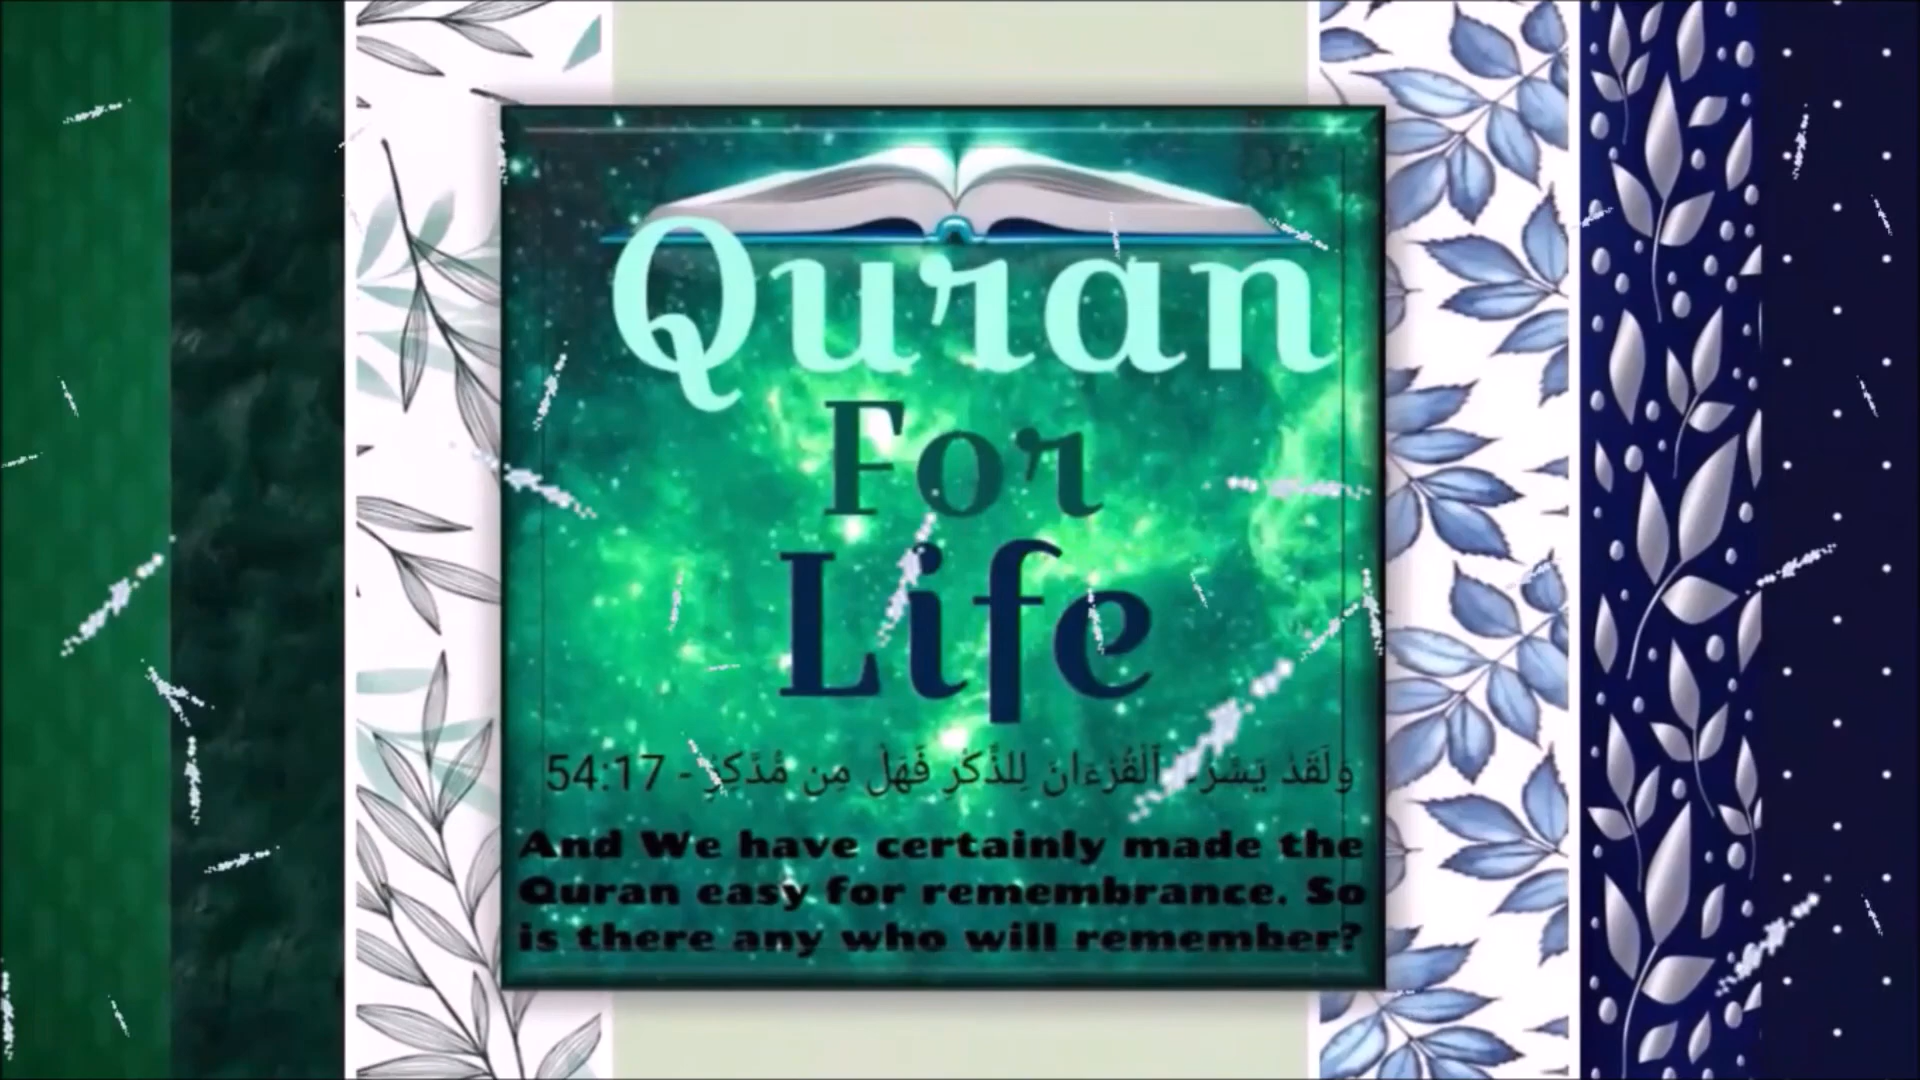 Quran
For
Life
وَلَقَدْ يَسَّرْنَا ٱلْقُرْءَانَ لِلذِّكْرِ فَهَلْ مِن مُّدَّكِرٍۢ - 54:17
And We have certainly made the
Quran easy for remembrance. So
is there any who will remember?